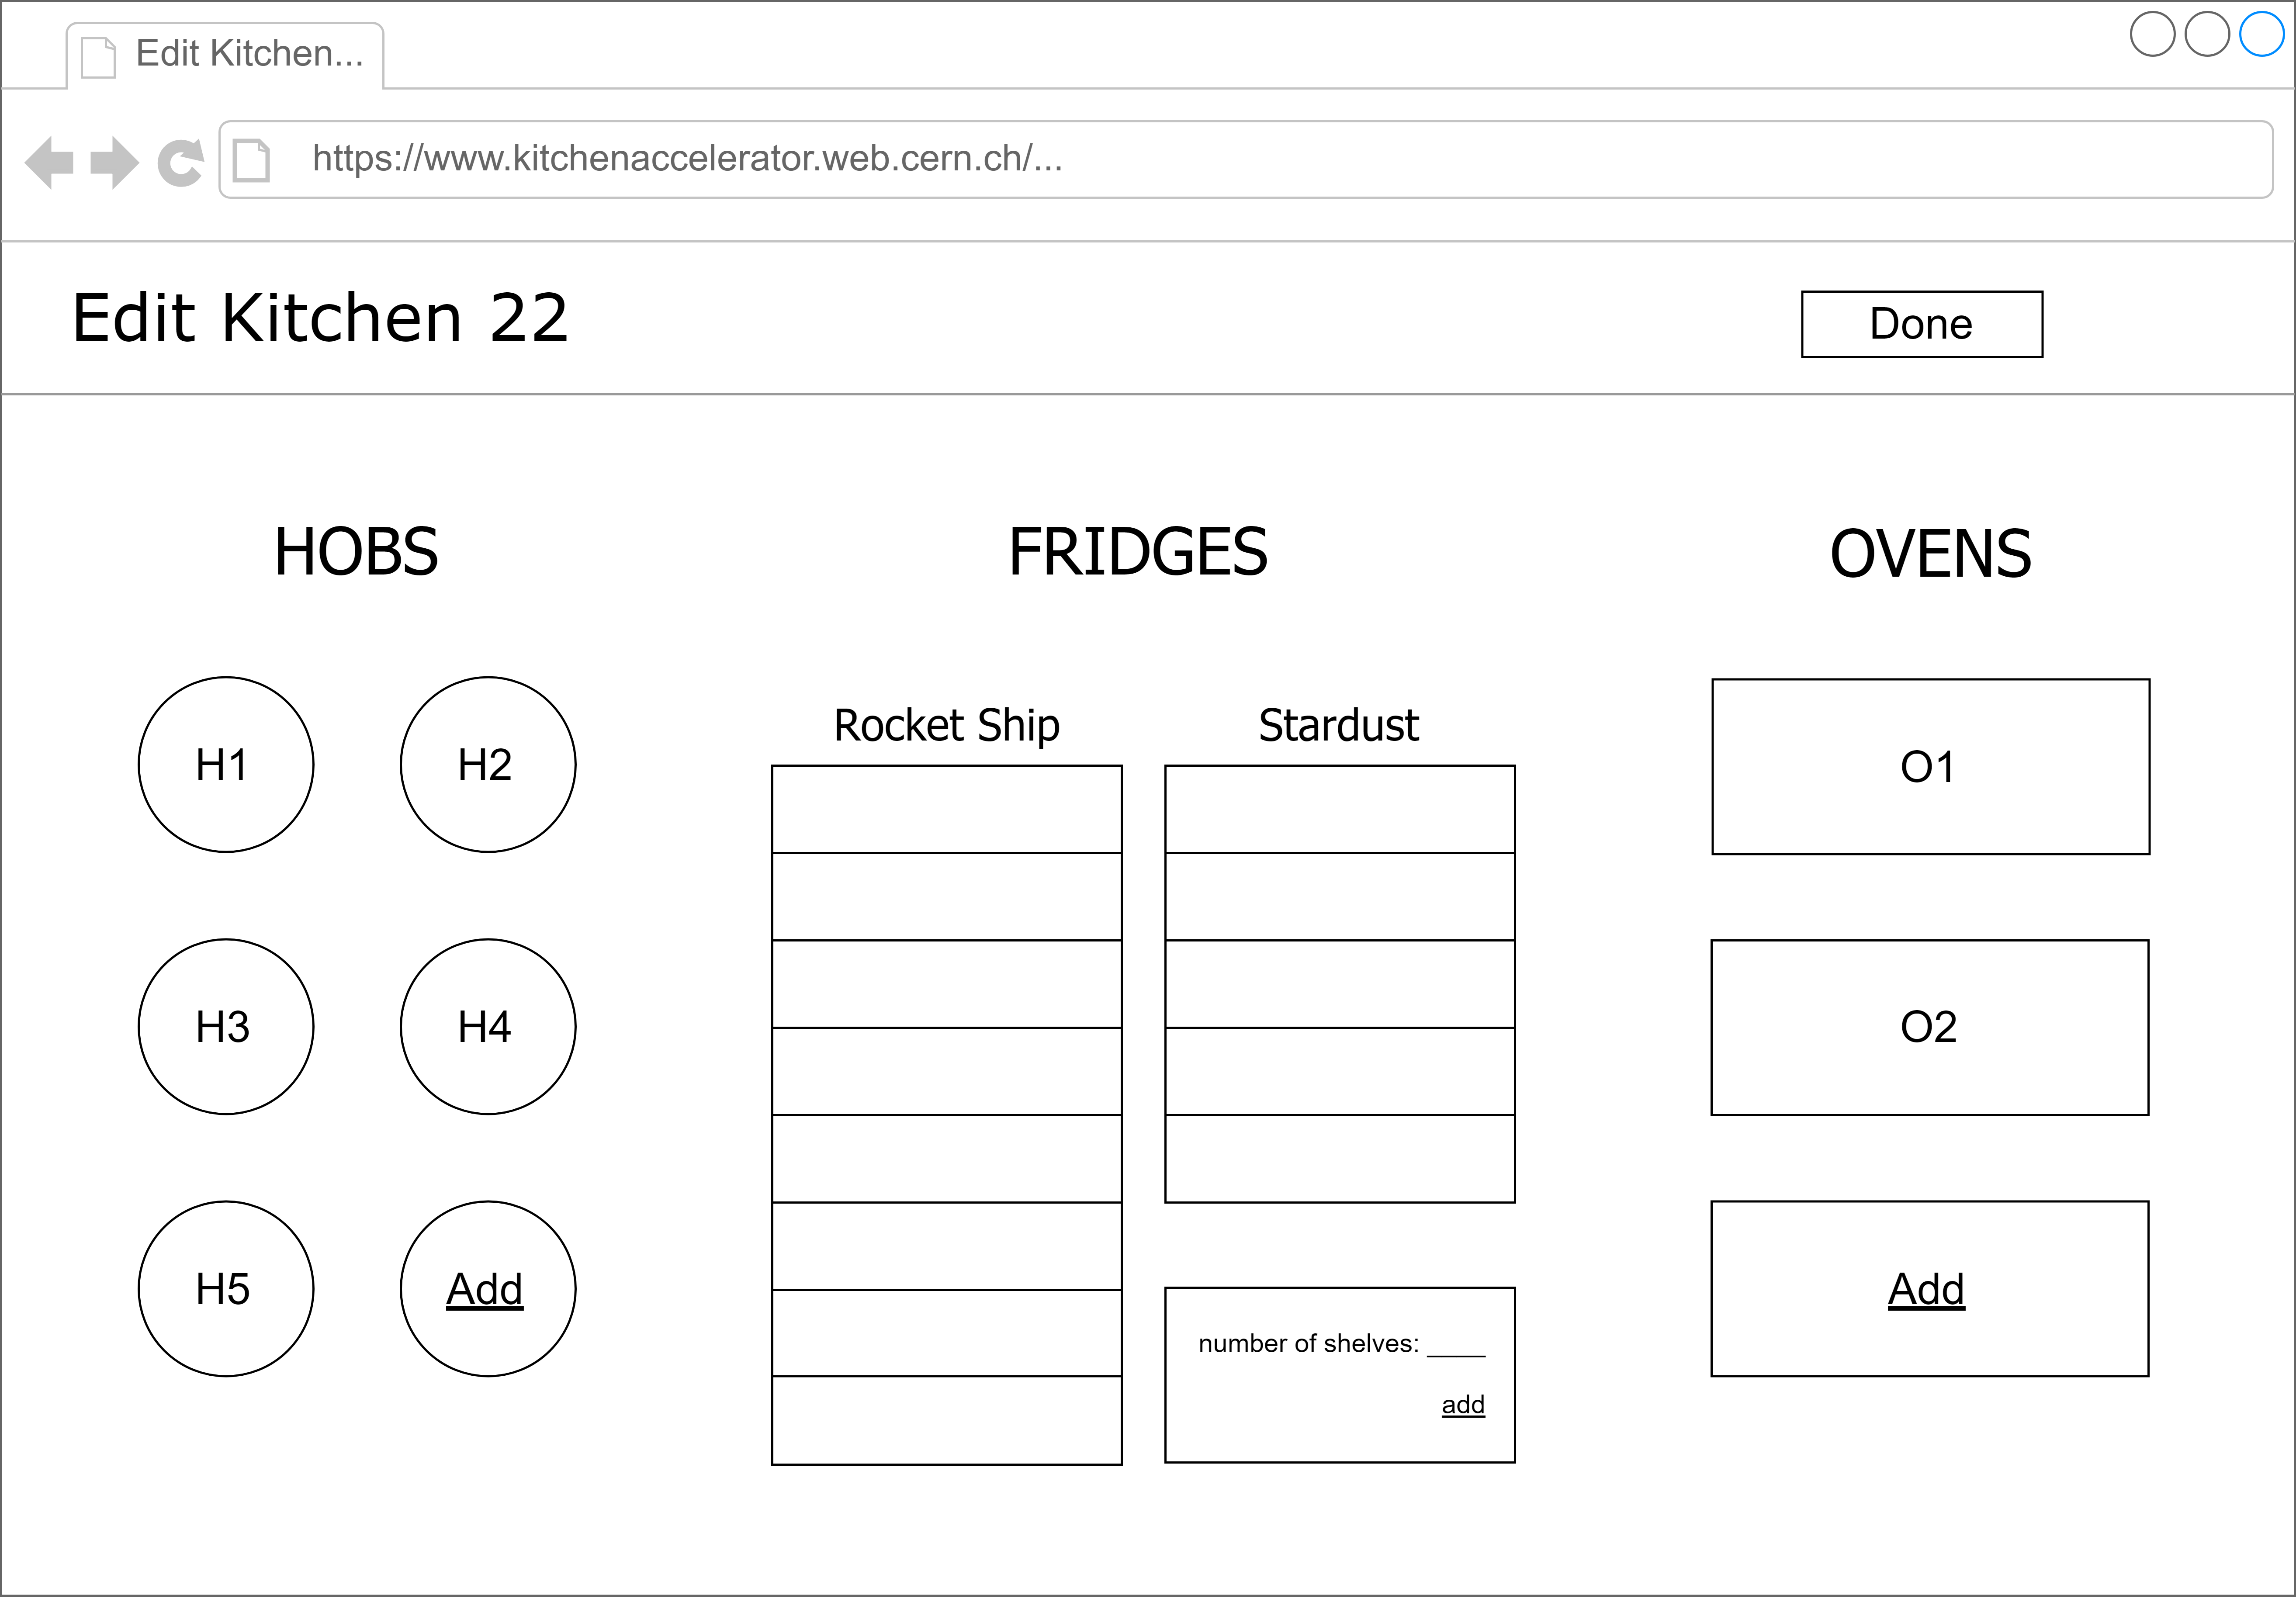 Edit Kitchen...
https://www.kitchenaccelerator.web.cern.ch/...
Edit Kitchen 22
Done
HOBS
FRIDGES
OVENS
H1
H2
H3
H4
H5
Add
Rocket Ship
Stardust
number of shelves: ____
add
O1
O2
Add